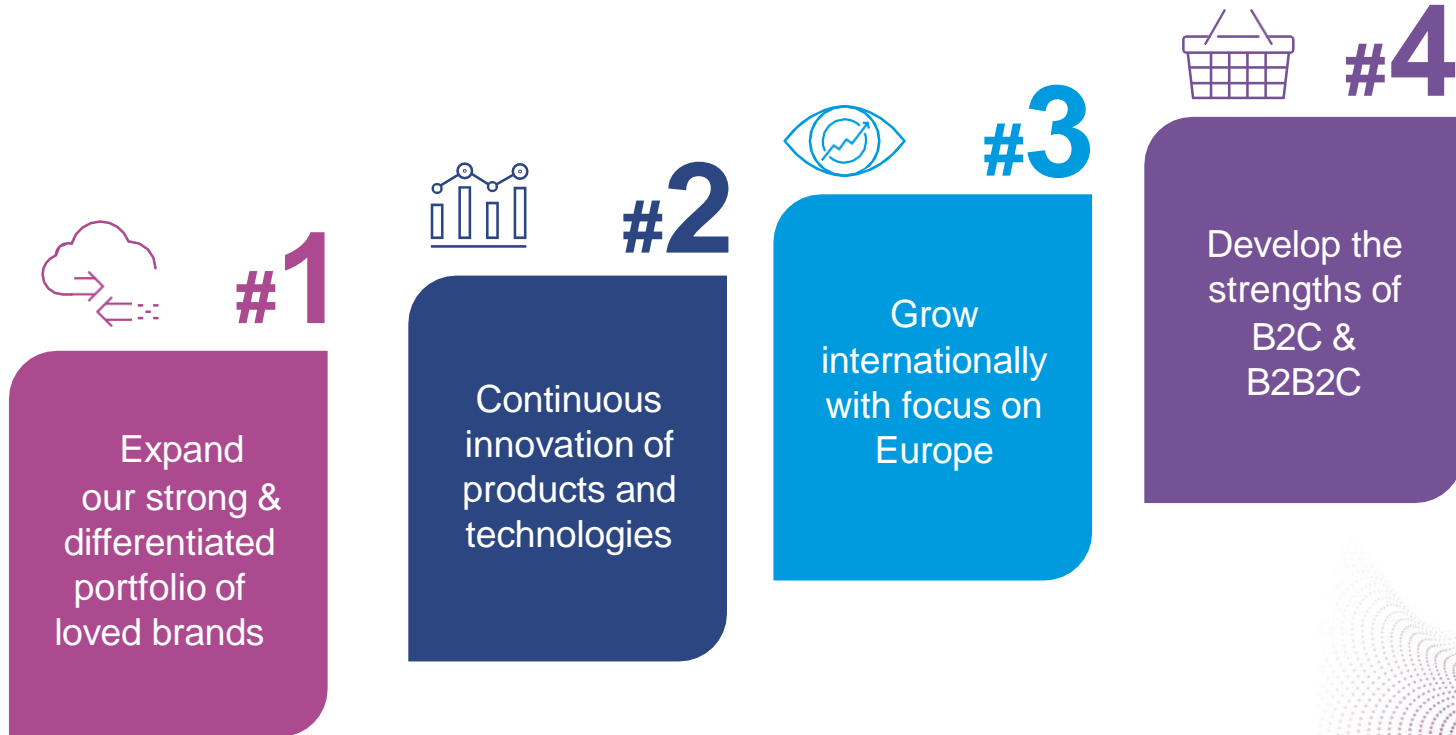 #1
Expand
our strong &
differentiated
portfolio of
loved brands
#2
Continuous
innovation of
products and
technologies
#3
Grow
internationally
with focus on
Europe
#4
Develop the
strengths of
B2C &
B2B2C